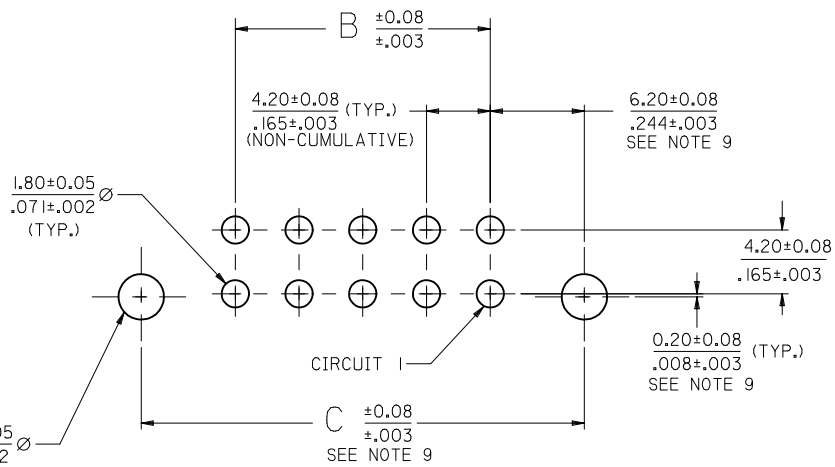 B ±0.08
±.003
4.20±0.08 (TYP.)
.165±.003
(NON-CUMULATIVE)
6.20±0.08
.244±.003
SEE NOTE 9
1.80±0.05 ⌀
.071±.002
(TYP.)
4.20±0.08
.165±.003
CIRCUIT 1
0.20±0.08 (TYP.)
.008±.003
SEE NOTE 9
C ±0.08
±.003
SEE NOTE 9
05 ⌀
2